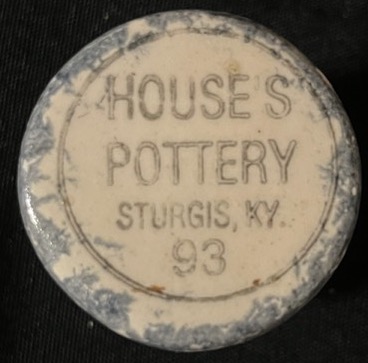 HOUSE'S
POTTERY
STURGIS, KY.
93